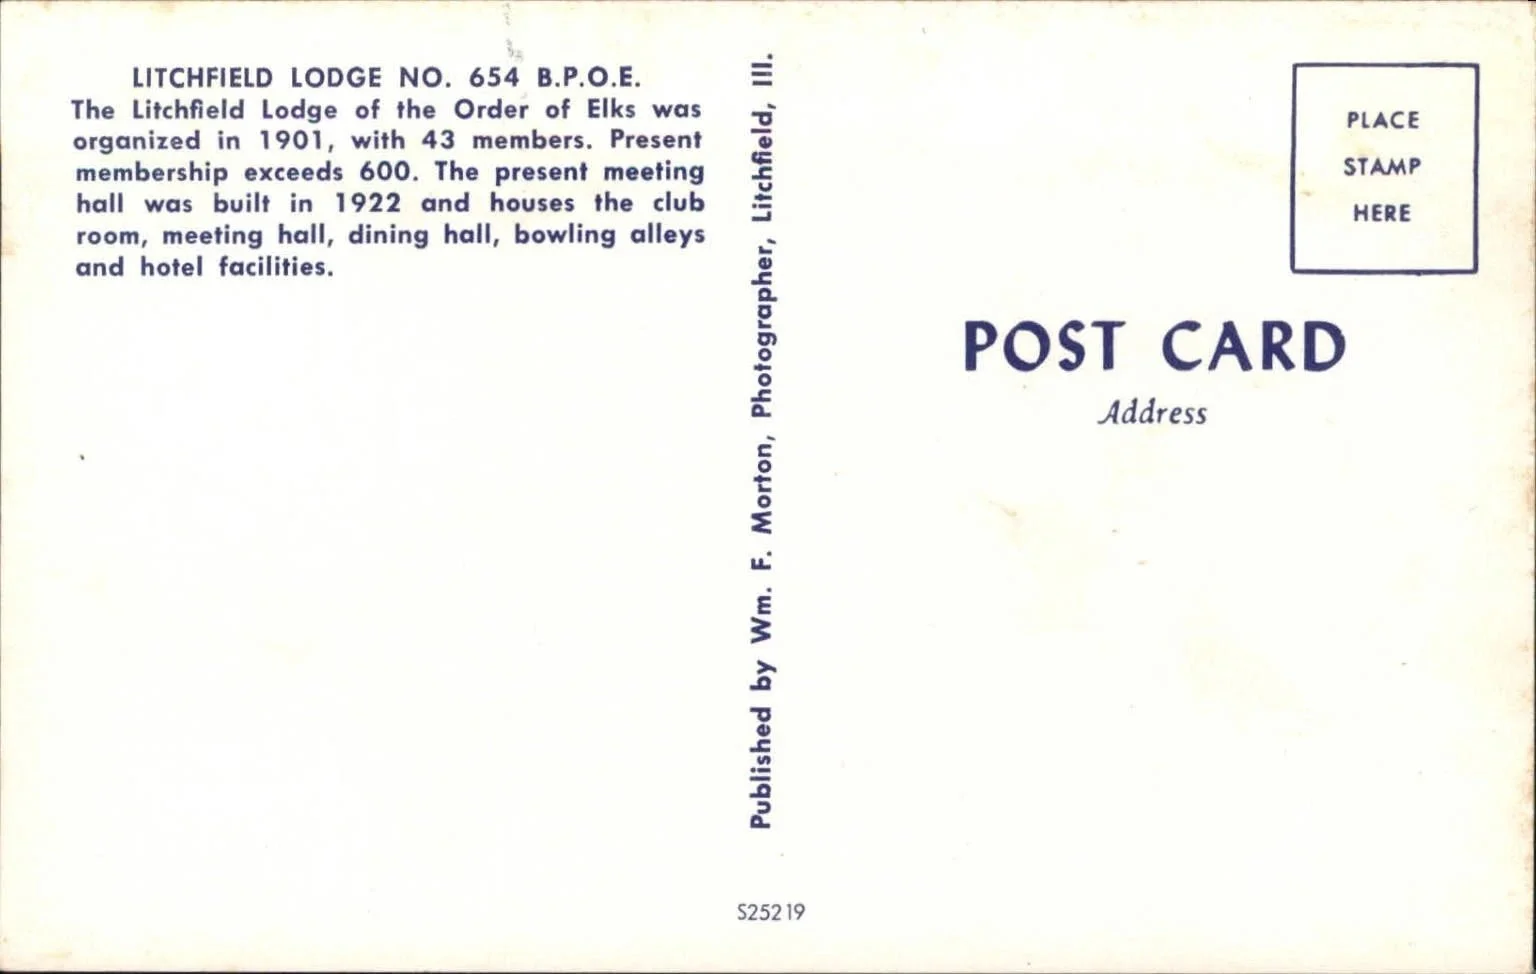 LITCHFIELD LODGE NO. 654 B.P.O.E.
The Litchfield Lodge of the Order of Elks was
organized in 1901, with 43 members. Present
membership exceeds 600. The present meeting
hall was built in 1922 and houses the club
room, meeting hall, dining hall, bowling alleys
and hotel facilities.
Published by Wm. F. Morton, Photographer, Litchfield, Ill.
S25219
PLACE
STAMP
HERE
POST CARD
Address